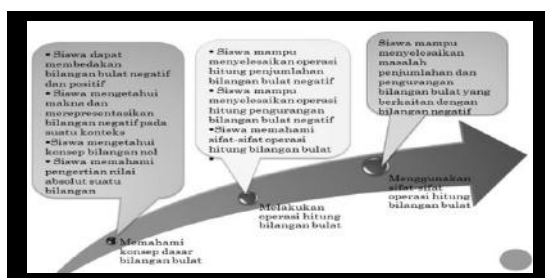 • Siswa dapat
membedakan
bilangan bulat negatif
dan positif
• Siswa mengetahui
makna dan
merepresentasikan
bilangan negatif pada
suatu konteks
•Siswa mengetahui
konsep bilangan nol
• Siswa memahami
pengertian nilai
absolut suatu
bilangan
• Siswa mampu
menyelesaikan operasi
hitung penjumlahan
bilangan bulat negatif
• Siswa mampu
menyelesaikan operasi
hitung pengurangan
bilangan bulat negatif
•Siswa memahami
sifat-sifat operasi
hitung bilangan bulat
•
Siswa mampu
menyelesaikan
masalah
penjumlahan dan
pengurangan
bilangan bulat yang
berkaitan dengan
bilangan negatif
Memahami
konsep dasar
bilangan bulat
Melakukan
operasi hitung
bilangan bulat
Menggunakan
sifat-sifat
operasi hitung
bilangan bulat